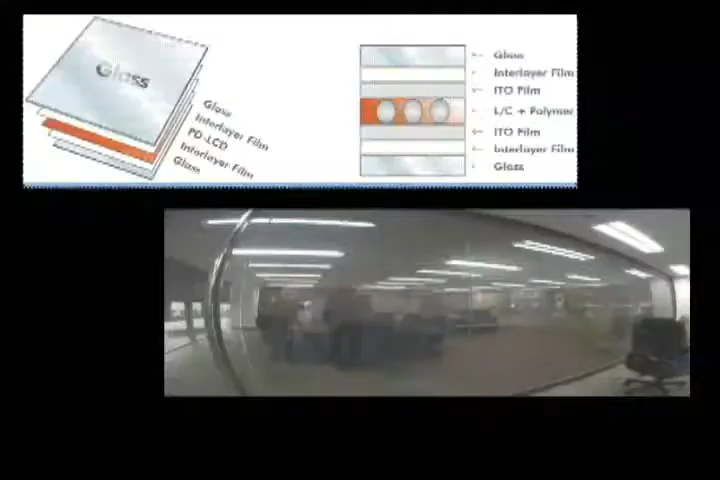 Glass
Glass
Interlayer Film
PD-LCD
Interlayer Film
Glass
Glass
Interlayer Film
ITO Film
L/C + Polymer
ITO Film
Interlayer Film
Glass